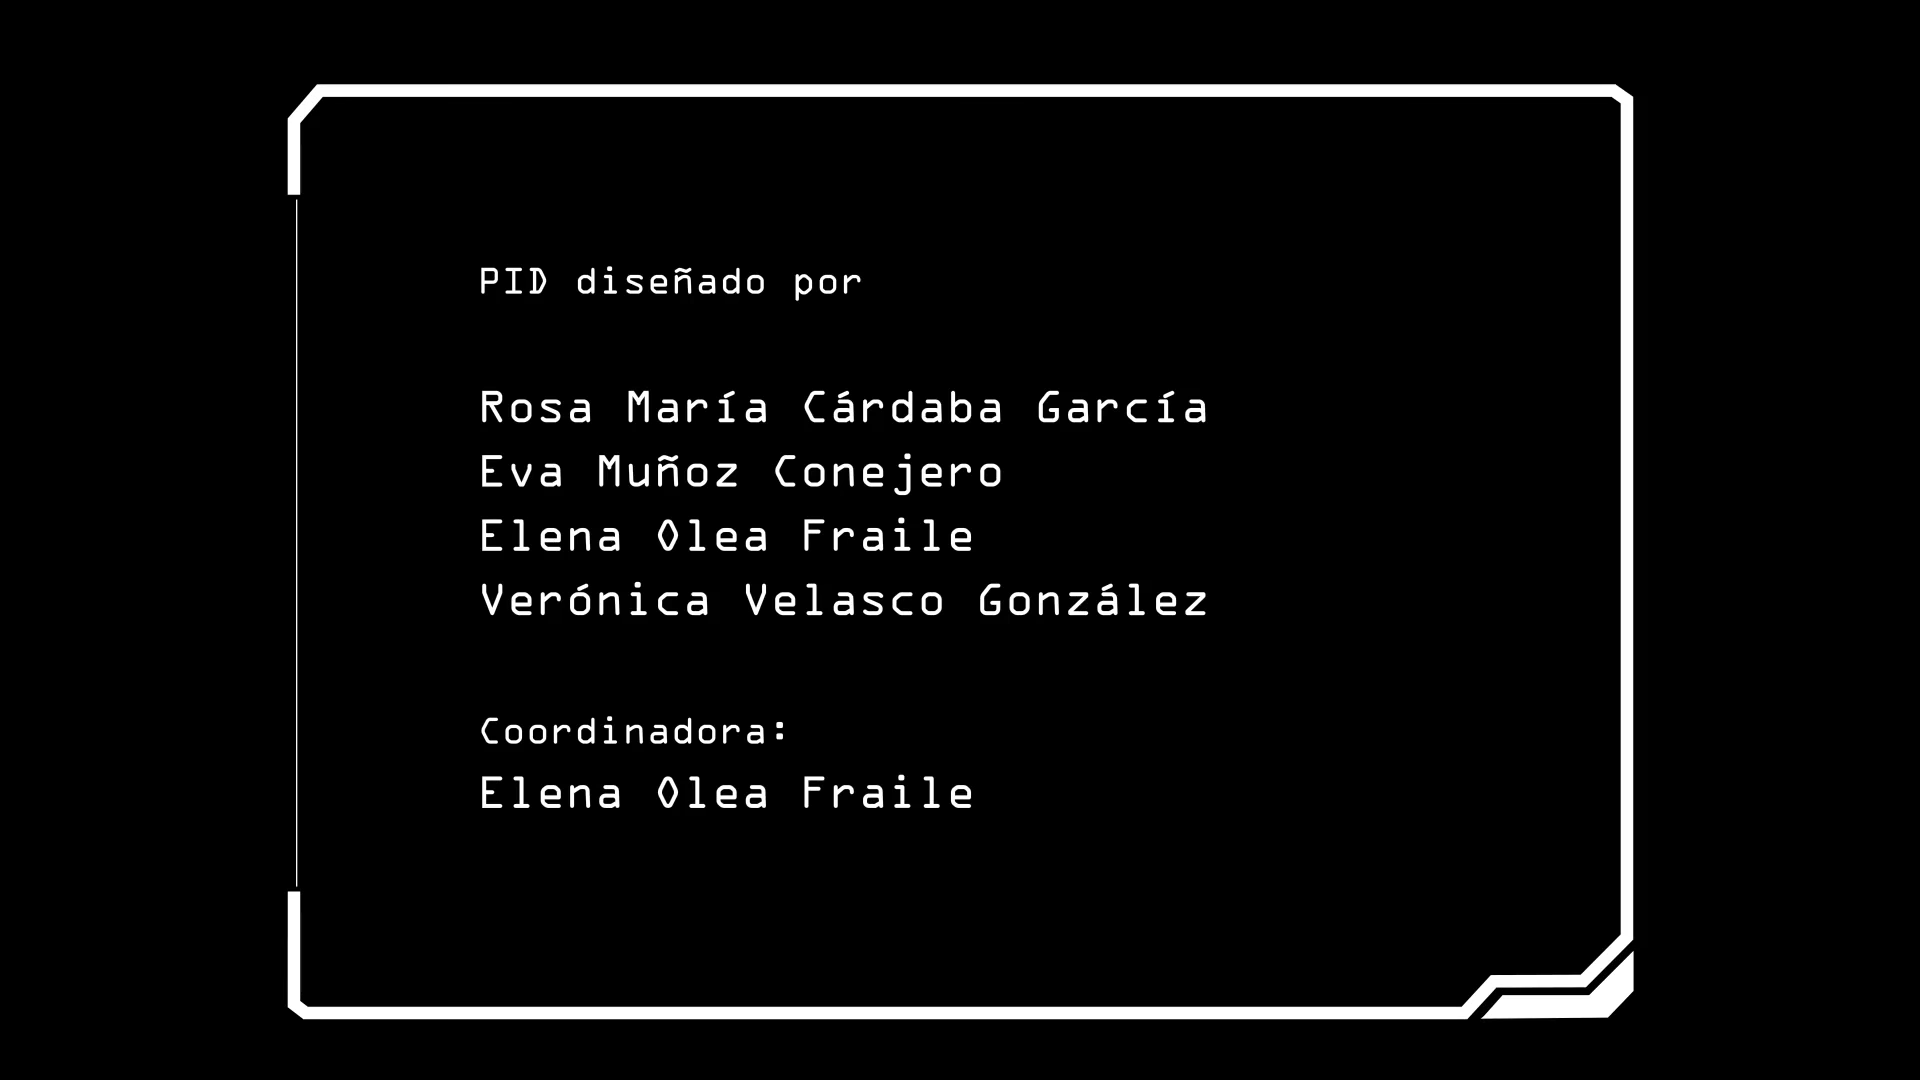 PID diseñado por
Rosa María Cárdaba García
Eva Muñoz Conejero
Elena Olea Fraile
Verónica Velasco González
Coordinadora:
Elena Olea Fraile